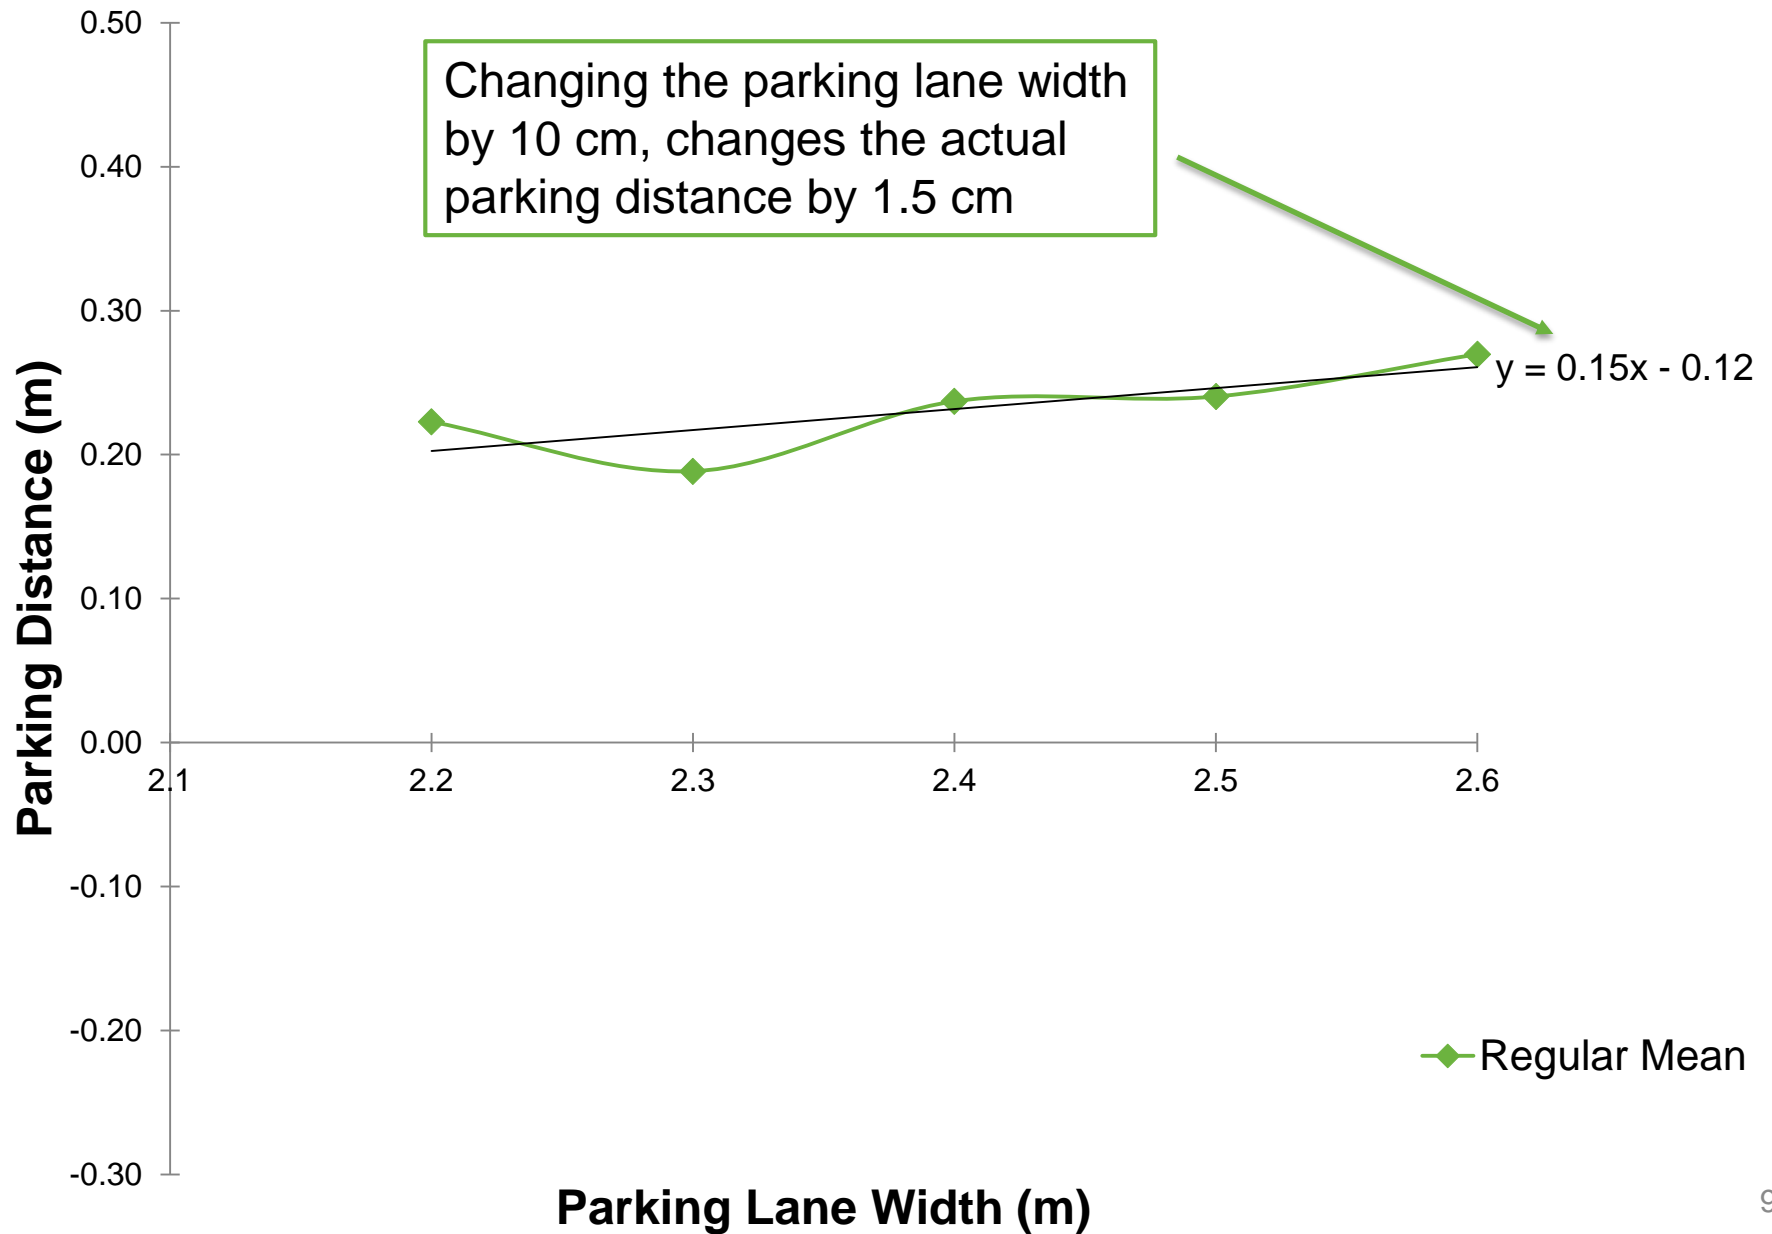 0.50
Changing the parking lane width
by 10 cm, changes the actual
parking distance by 1.5 cm
0.40
0.30
y = 0.15x - 0.12
0.20
0.10
0.00
2.1 2.2 2.3 2.4 2.5 2.6
-0.10
-0.20
-0.30
Parking Distance (m)
Regular Mean
Parking Lane Width (m)
9